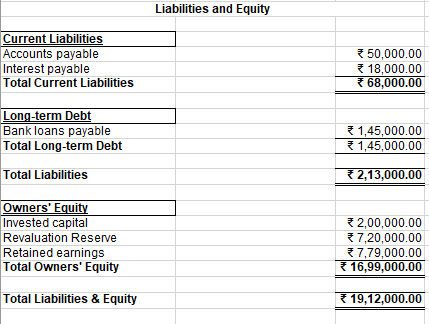 Liabilities and Equity
Current Liabilities
Accounts payable ₹ 50,000.00
Interest payable ₹ 18,000.00
Total Current Liabilities ₹ 68,000.00
Long-term Debt
Bank loans payable ₹ 1,45,000.00
Total Long-term Debt ₹ 1,45,000.00
Total Liabilities ₹ 2,13,000.00
Owners' Equity
Invested capital ₹ 2,00,000.00
Revaluation Reserve ₹ 7,20,000.00
Retained earnings ₹ 7,79,000.00
Total Owners' Equity ₹ 16,99,000.00
Total Liabilities & Equity ₹ 19,12,000.00